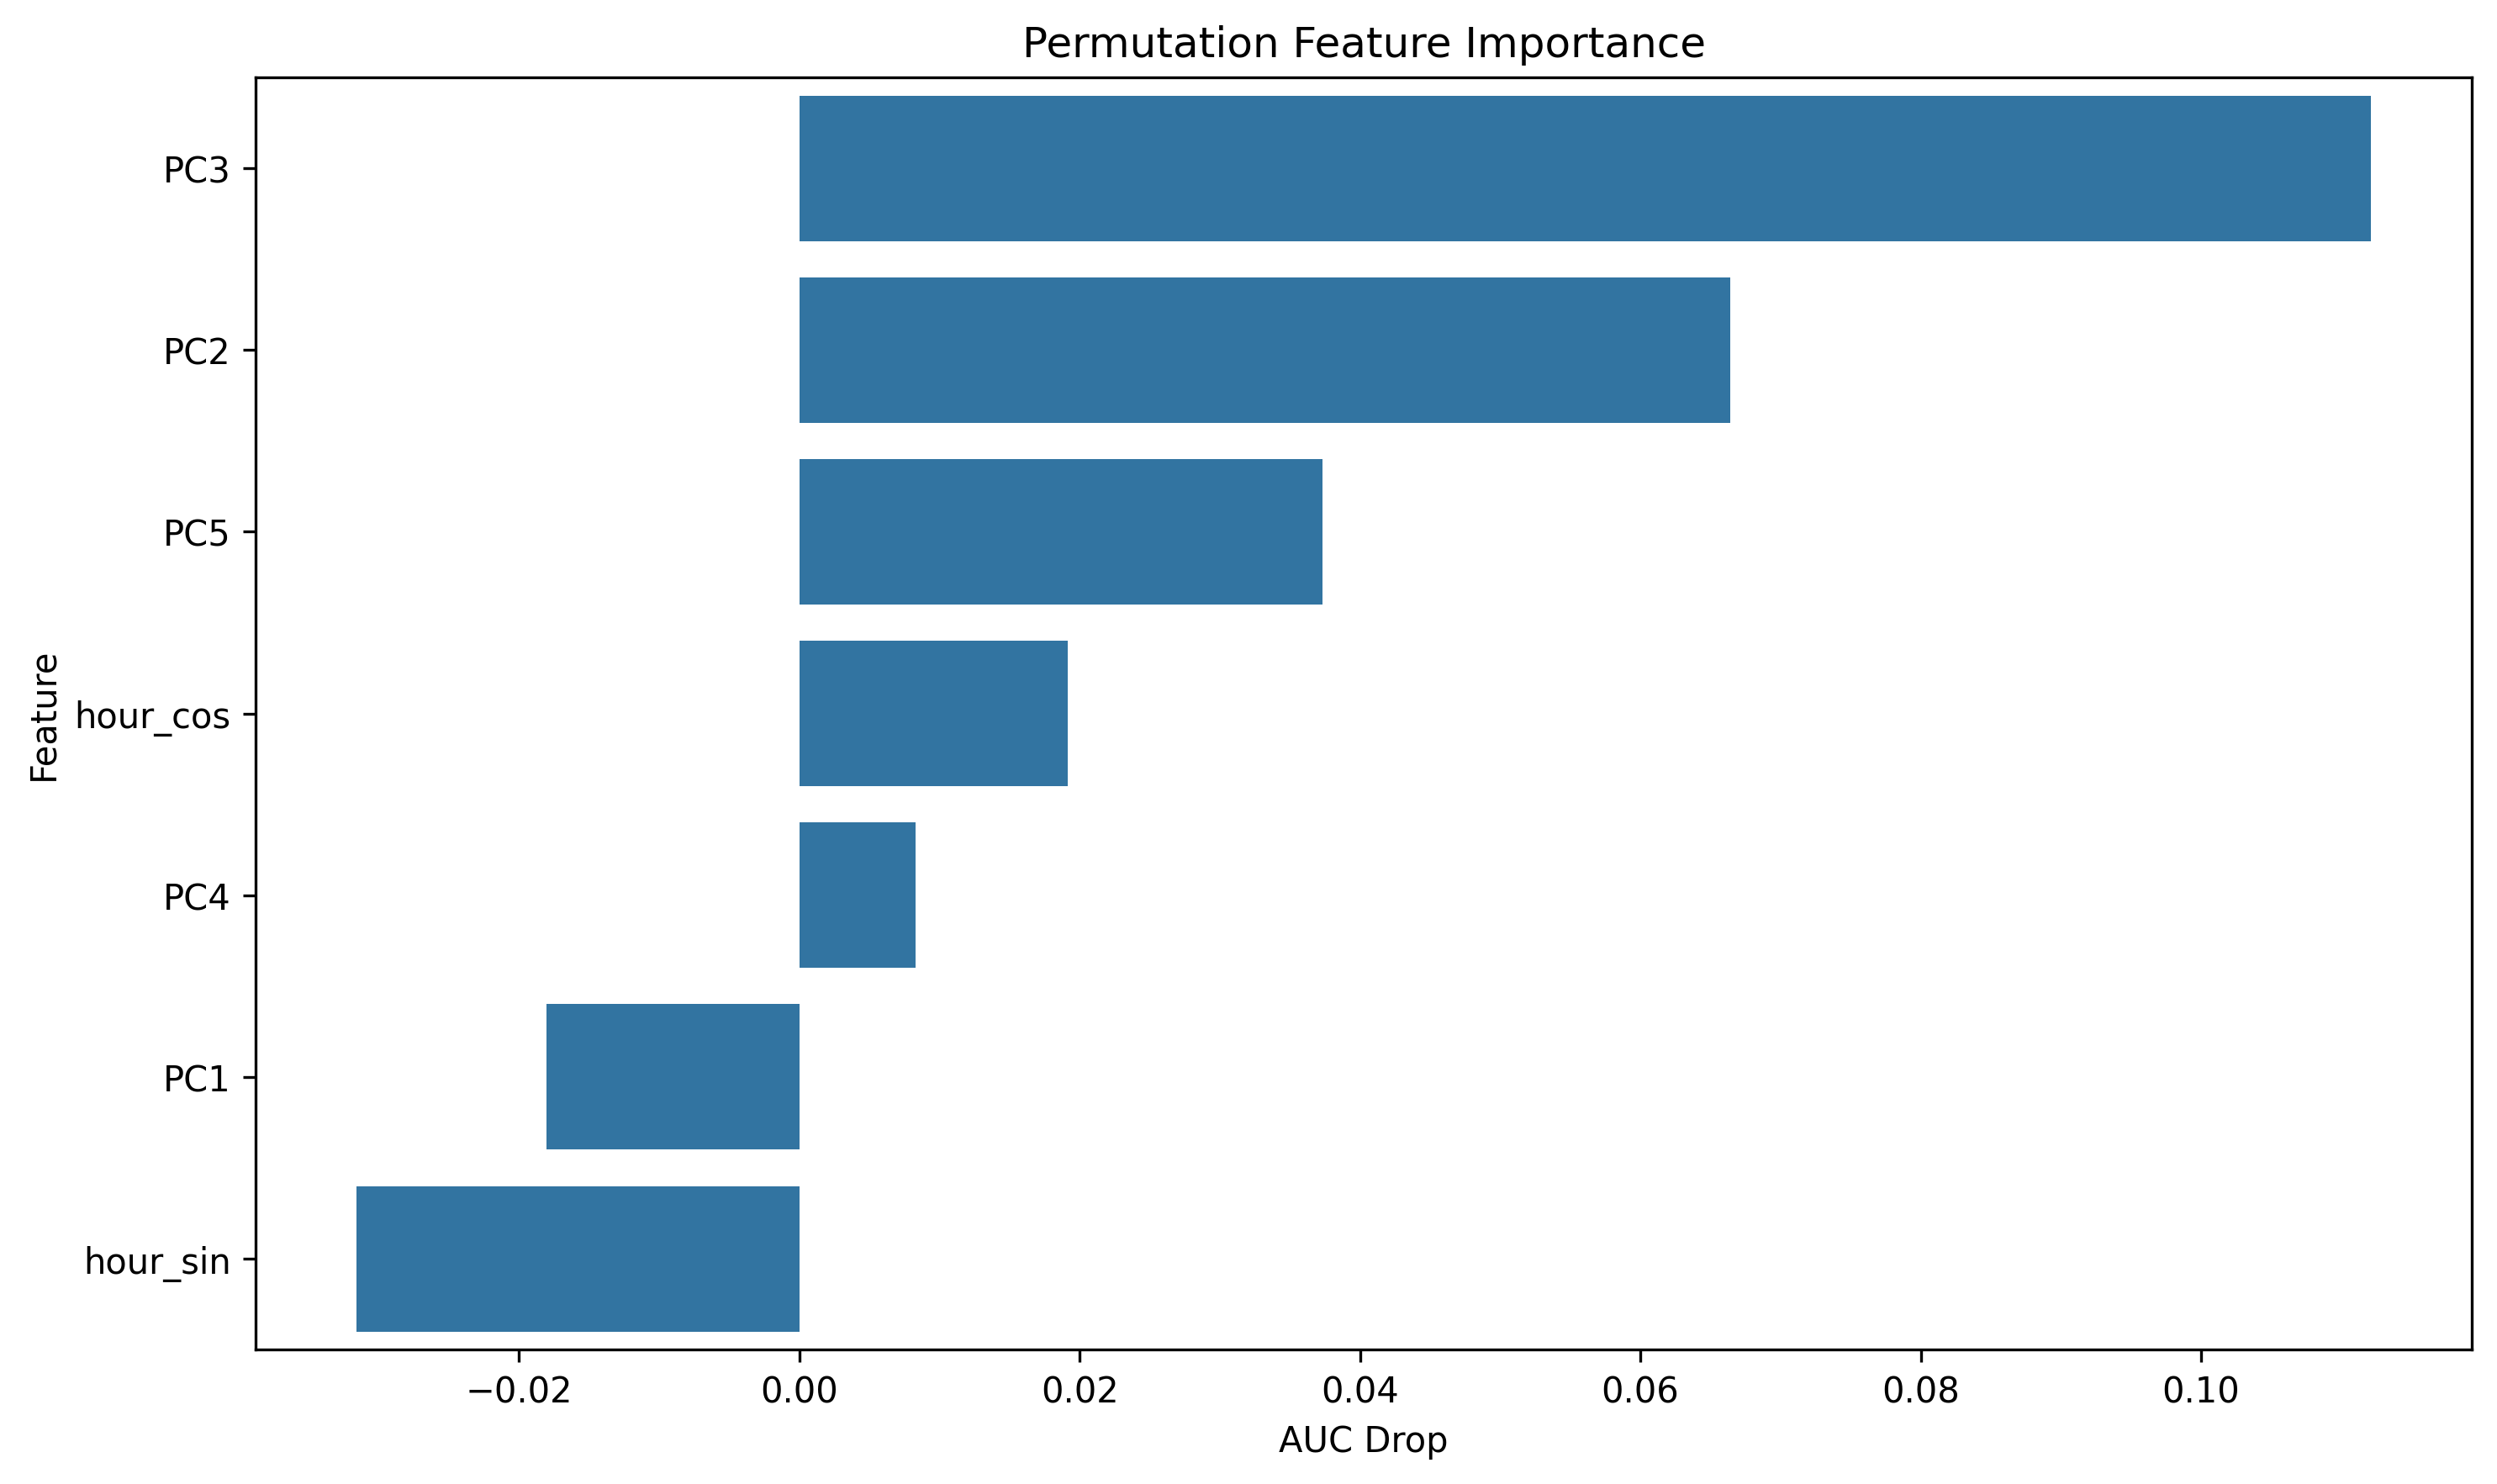 Permutation Feature Importance
PC3
PC2
PC5
hour_cos
PC4
PC1
hour_sin
Feature
−0.02 0.00 0.02 0.04 0.06 0.08 0.10
AUC Drop